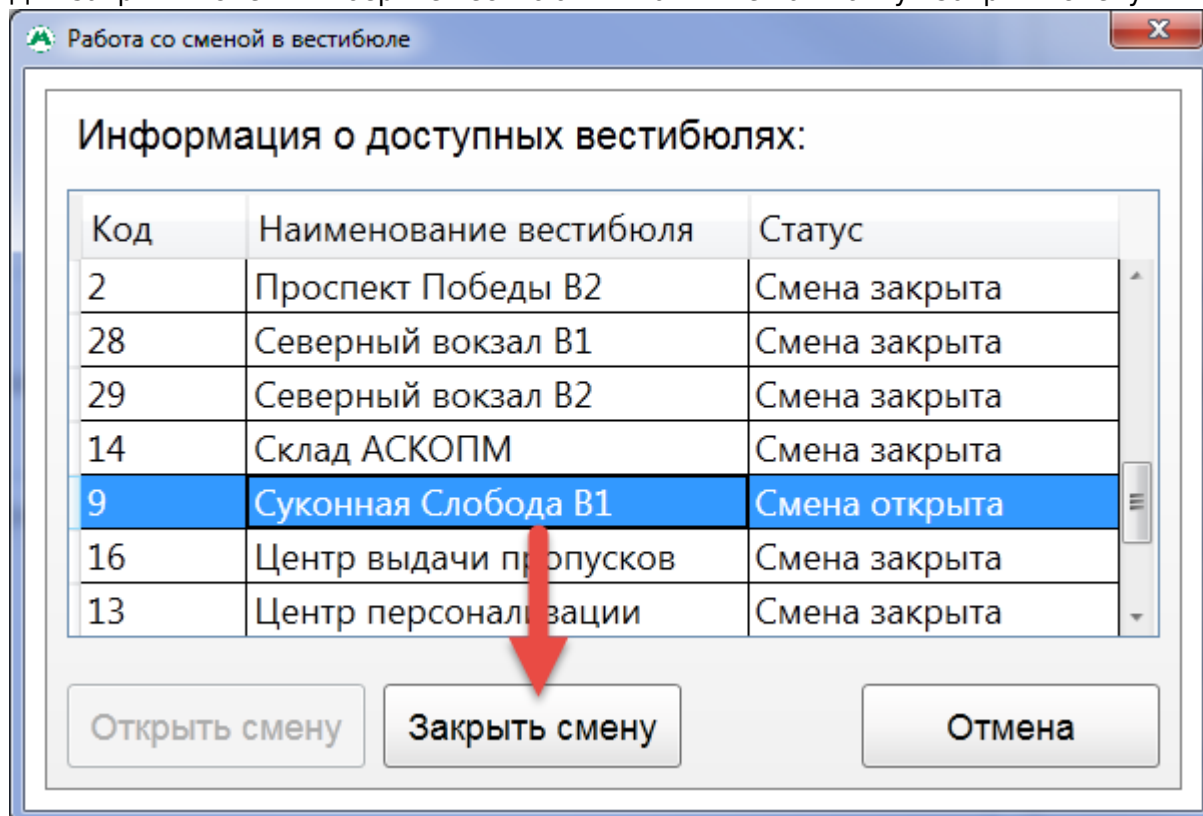 Работа со сменой в вестибюле
Информация о доступных вестибюлях:
Код Наименование вестибюля Статус
2 Проспект Победы В2 Смена закрыта
28 Северный вокзал В1 Смена закрыта
29 Северный вокзал В2 Смена закрыта
14 Склад АСКОПМ Смена закрыта
9 Суконная Слобода В1 Смена открыта
16 Центр выдачи пропусков Смена закрыта
13 Центр персонализации Смена закрыта
Открыть смену Закрыть смену Отмена